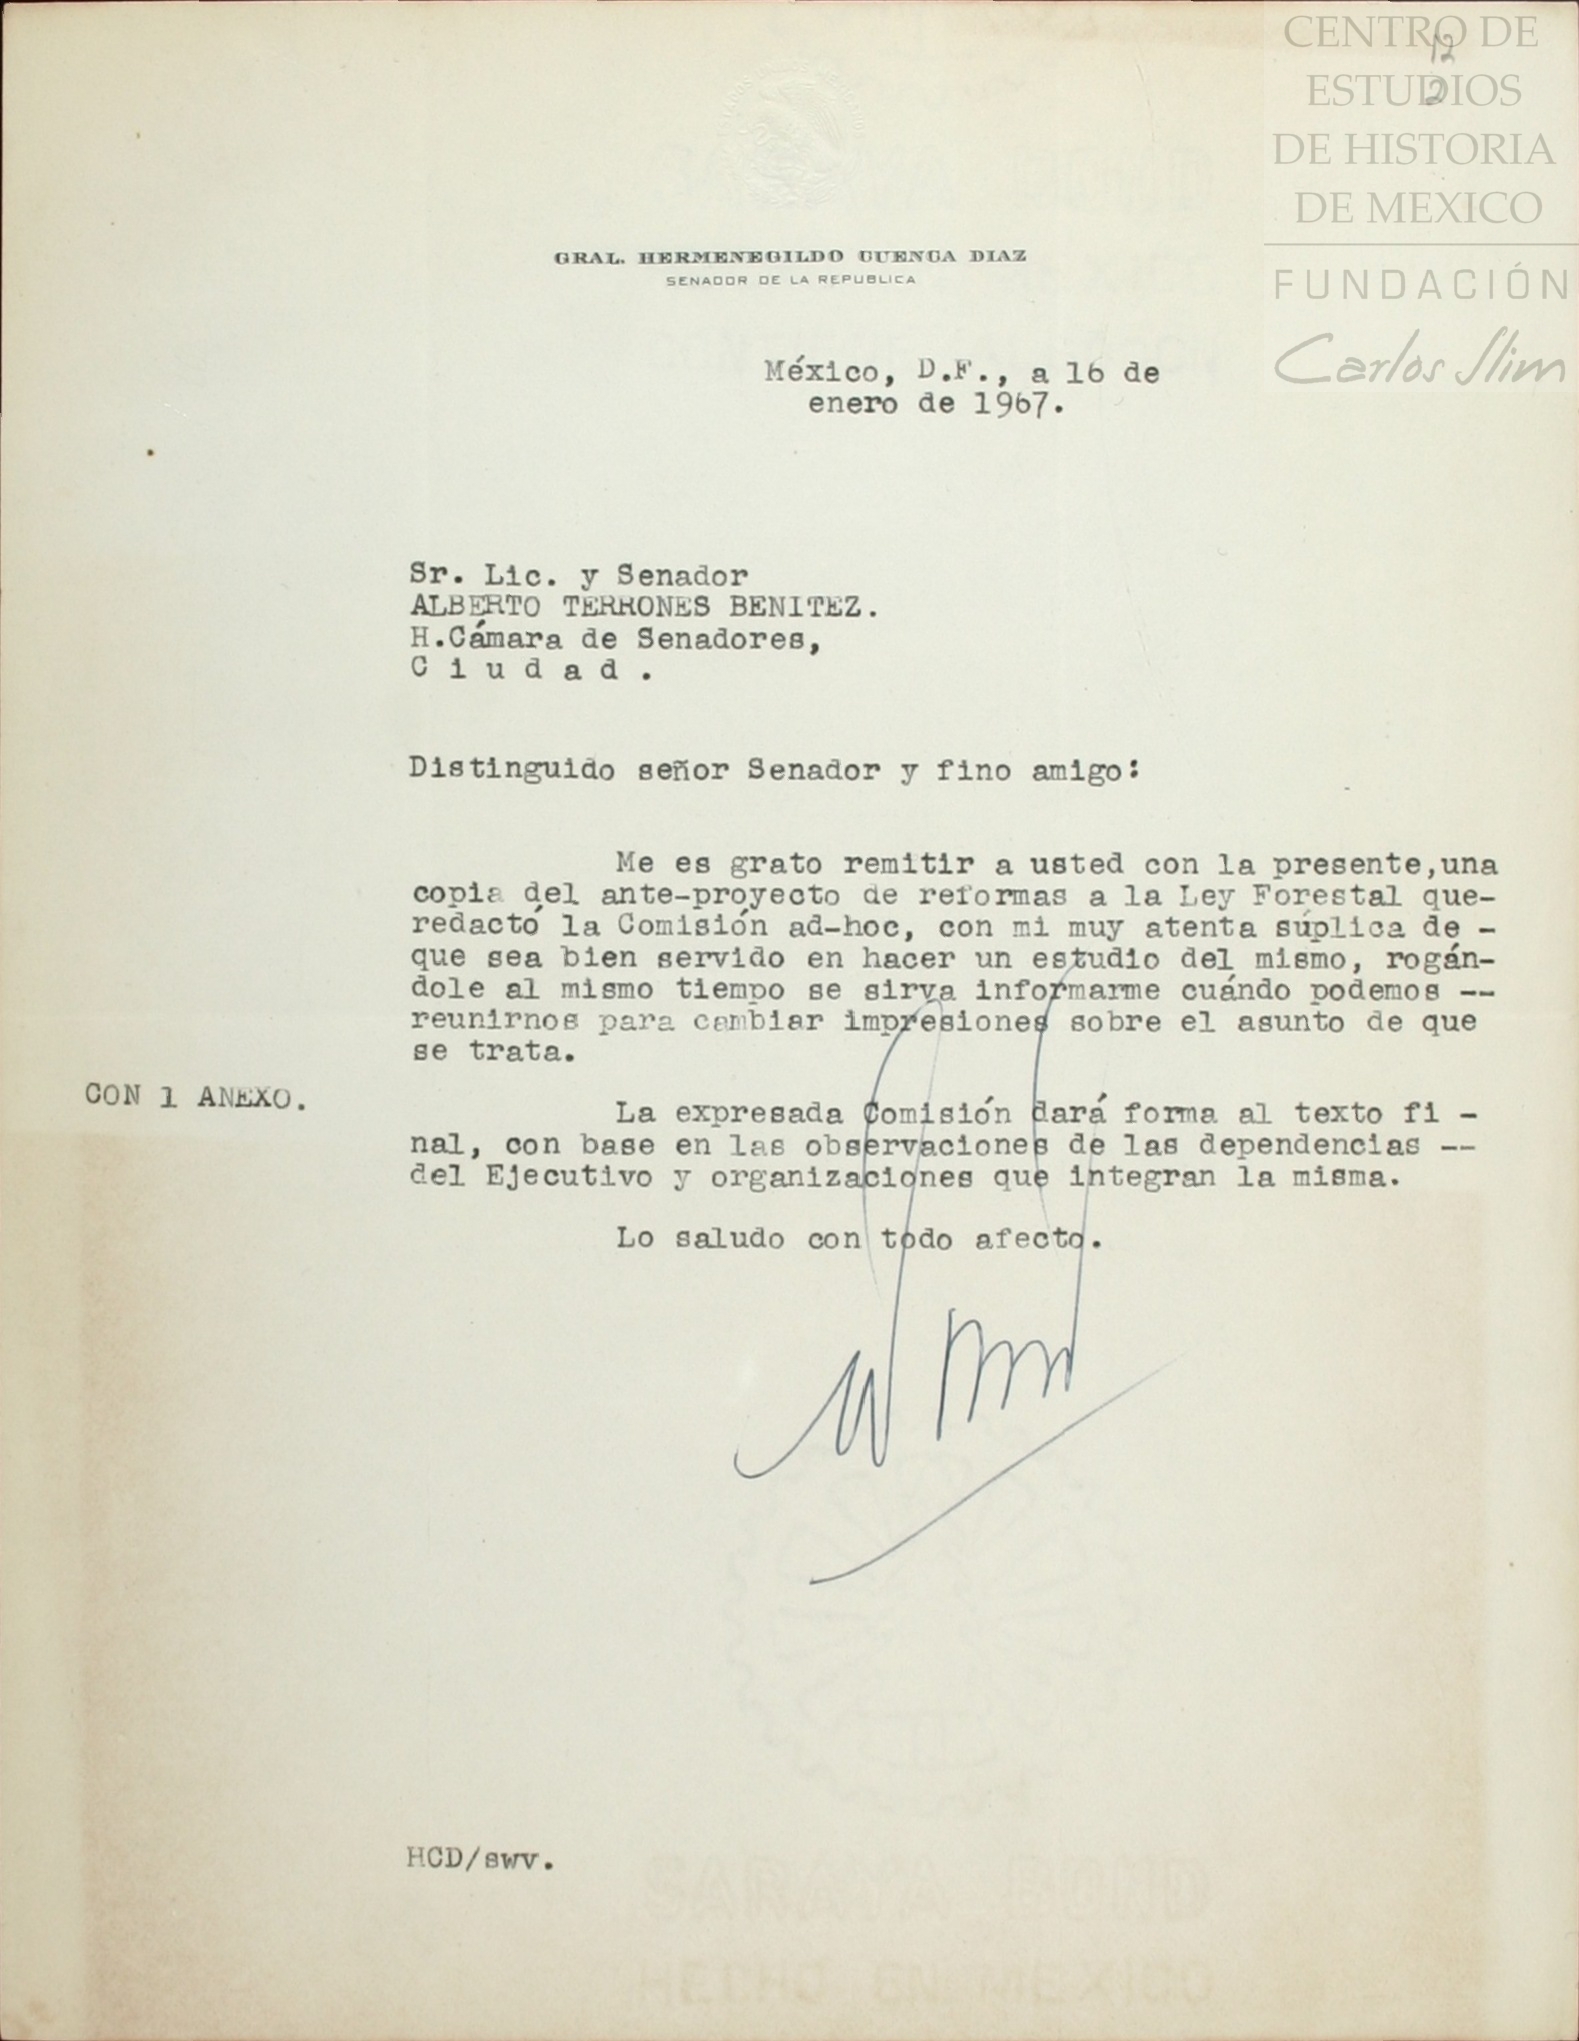 CENTRO DE
ESTUDIOS
DE HISTORIA
DE MEXICO
FUNDACIÓN
Carlos Slim
12
2
GRAL. HERMENEGILDO CUENCA DIAZ
SENADOR DE LA REPUBLICA
México, D.F., a 16 de
enero de 1967.
Sr. Lic. y Senador
ALBERTO TERRONES BENITEZ.
H.Cámara de Senadores,
C i u d a d .
Distinguido señor Senador y fino amigo:
Me es grato remitir a usted con la presente,una
copia del ante-proyecto de reformas a la Ley Forestal que-
redactó la Comisión ad-hoc, con mi muy atenta súplica de -
que sea bien servido en hacer un estudio del mismo, rogán-
dole al mismo tiempo se sirva informarme cuándo podemos --
reunirnos para cambiar impresiones sobre el asunto de que
se trata.
CON 1 ANEXO.
La expresada Comisión dará forma al texto fi -
nal, con base en las observaciones de las dependencias --
del Ejecutivo y organizaciones que integran la misma.
Lo saludo con todo afecto.
HCD/swv.
HECHO EN MEXICO